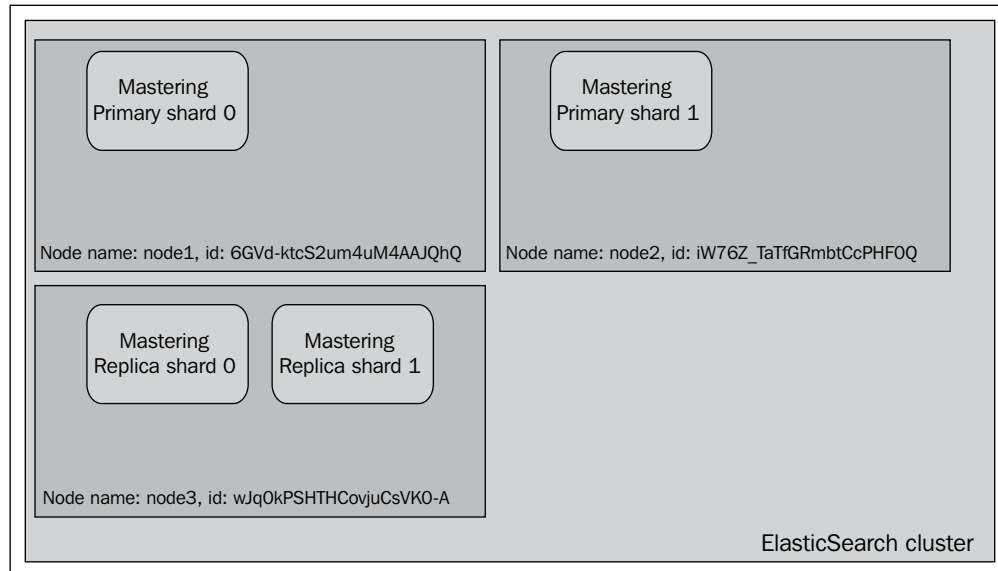 Mastering
Primary shard 0
Node name: node1, id: 6GVd-ktcS2um4uM4AAJQhQ
Mastering
Primary shard 1
Node name: node2, id: iW76Z_TaTfGRmbtCcPHF0Q
Mastering
Replica shard 0
Mastering
Replica shard 1
Node name: node3, id: wJq0kPSHTHCovjuCsVK0-A
ElasticSearch cluster